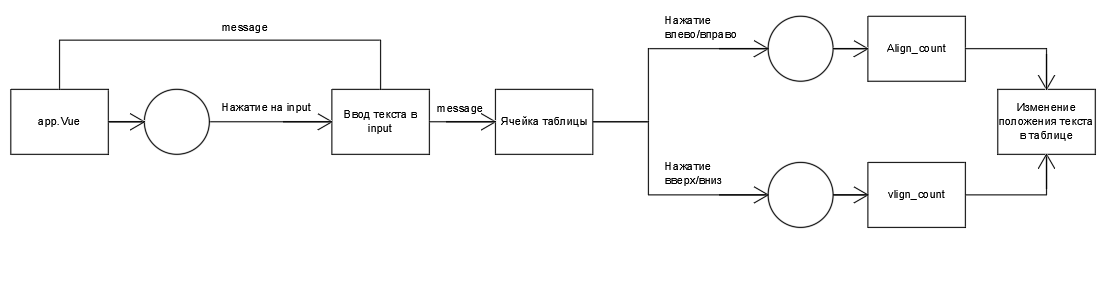 message
app.Vue
Нажатие на input
Ввод текста в
input
message
Ячейка таблицы
Нажатие
влево/вправо
Align_count
Изменение
положения текста
в таблице
Нажатие
вверх/вниз
vlign_count